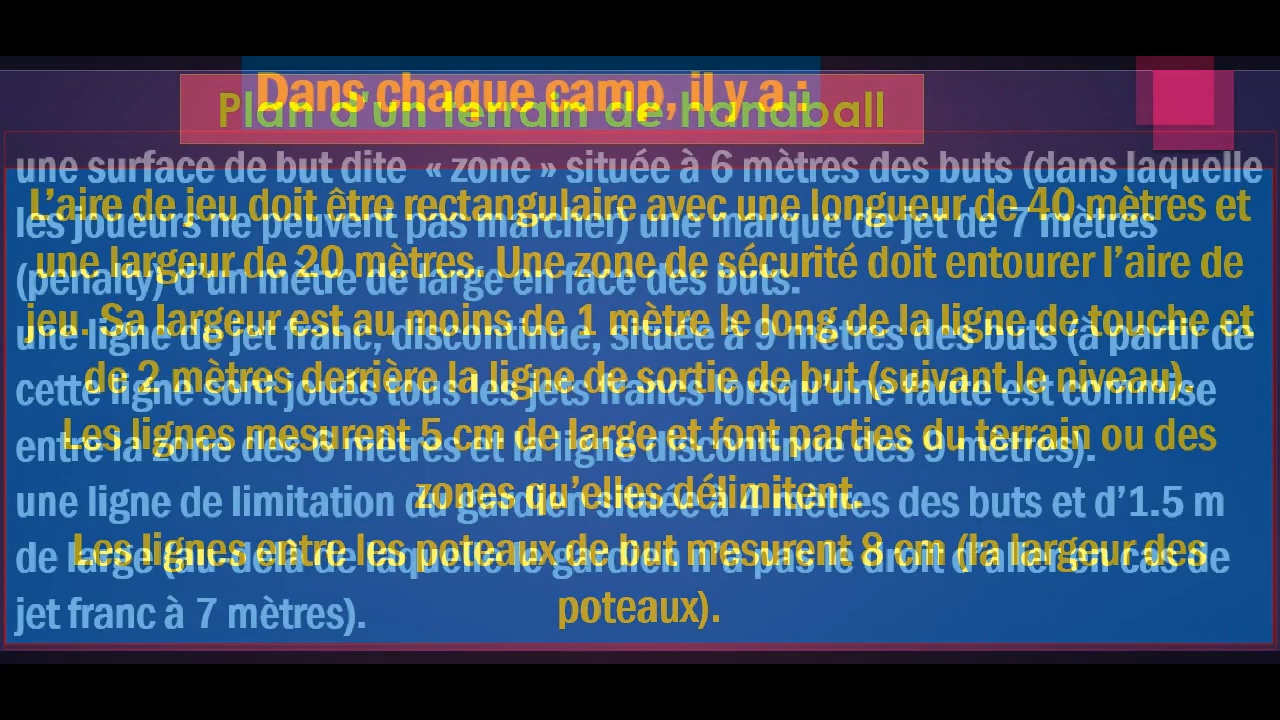 Dans chaque camp, il y a :
Plan d'un terrain de handball
une surface de but dite « zone » située à 6 mètres des buts (dans laquelle
les joueurs ne peuvent pas marcher) une marque de jet de 7 mètres
(penalty) d’un mètre de large en face des buts.
une ligne de jet franc, discontinue, située à 9 mètres des buts (à partir de
cette ligne sont joués tous les jets francs lorsqu’une faute est commise
entre la zone des 6 mètres et la ligne discontinue des 9 mètres).
une ligne de limitation du gardien située à 4 mètres des buts et d’1.5 m
de large (au-delà de laquelle le gardien n’a pas le droit d’aller en cas de
jet franc à 7 mètres).
L’aire de jeu doit être rectangulaire avec une longueur de 40 mètres et
une largeur de 20 mètres. Une zone de sécurité doit entourer l’aire de
jeu. Sa largeur est au moins de 1 mètre le long de la ligne de touche et
de 2 mètres derrière la ligne de sortie de but (suivant le niveau).
Les lignes mesurent 5 cm de large et font parties du terrain ou des
zones qu’elles délimitent.
Les lignes entre les poteaux de but mesurent 8 cm (la largeur des
poteaux).